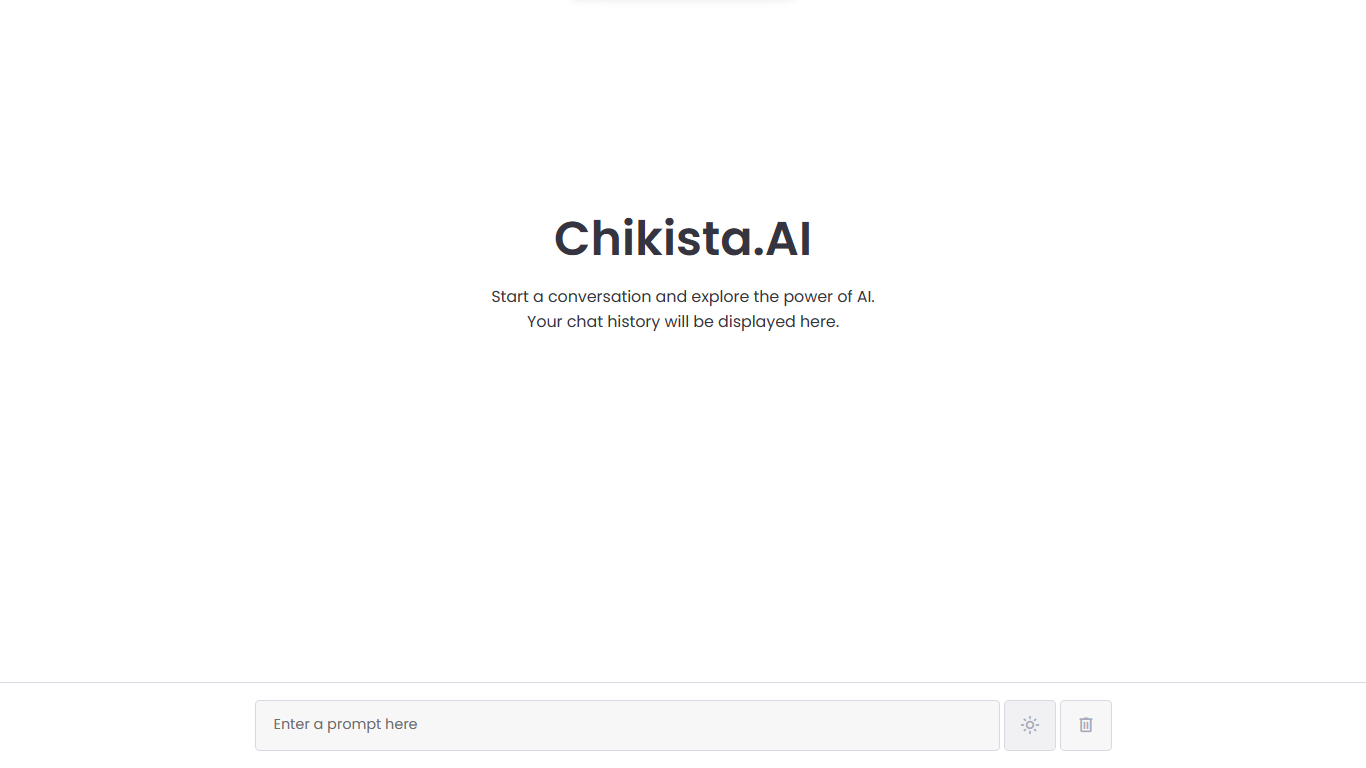 Chikista.AI
Start a conversation and explore the power of AI.
Your chat history will be displayed here.
Enter a prompt here